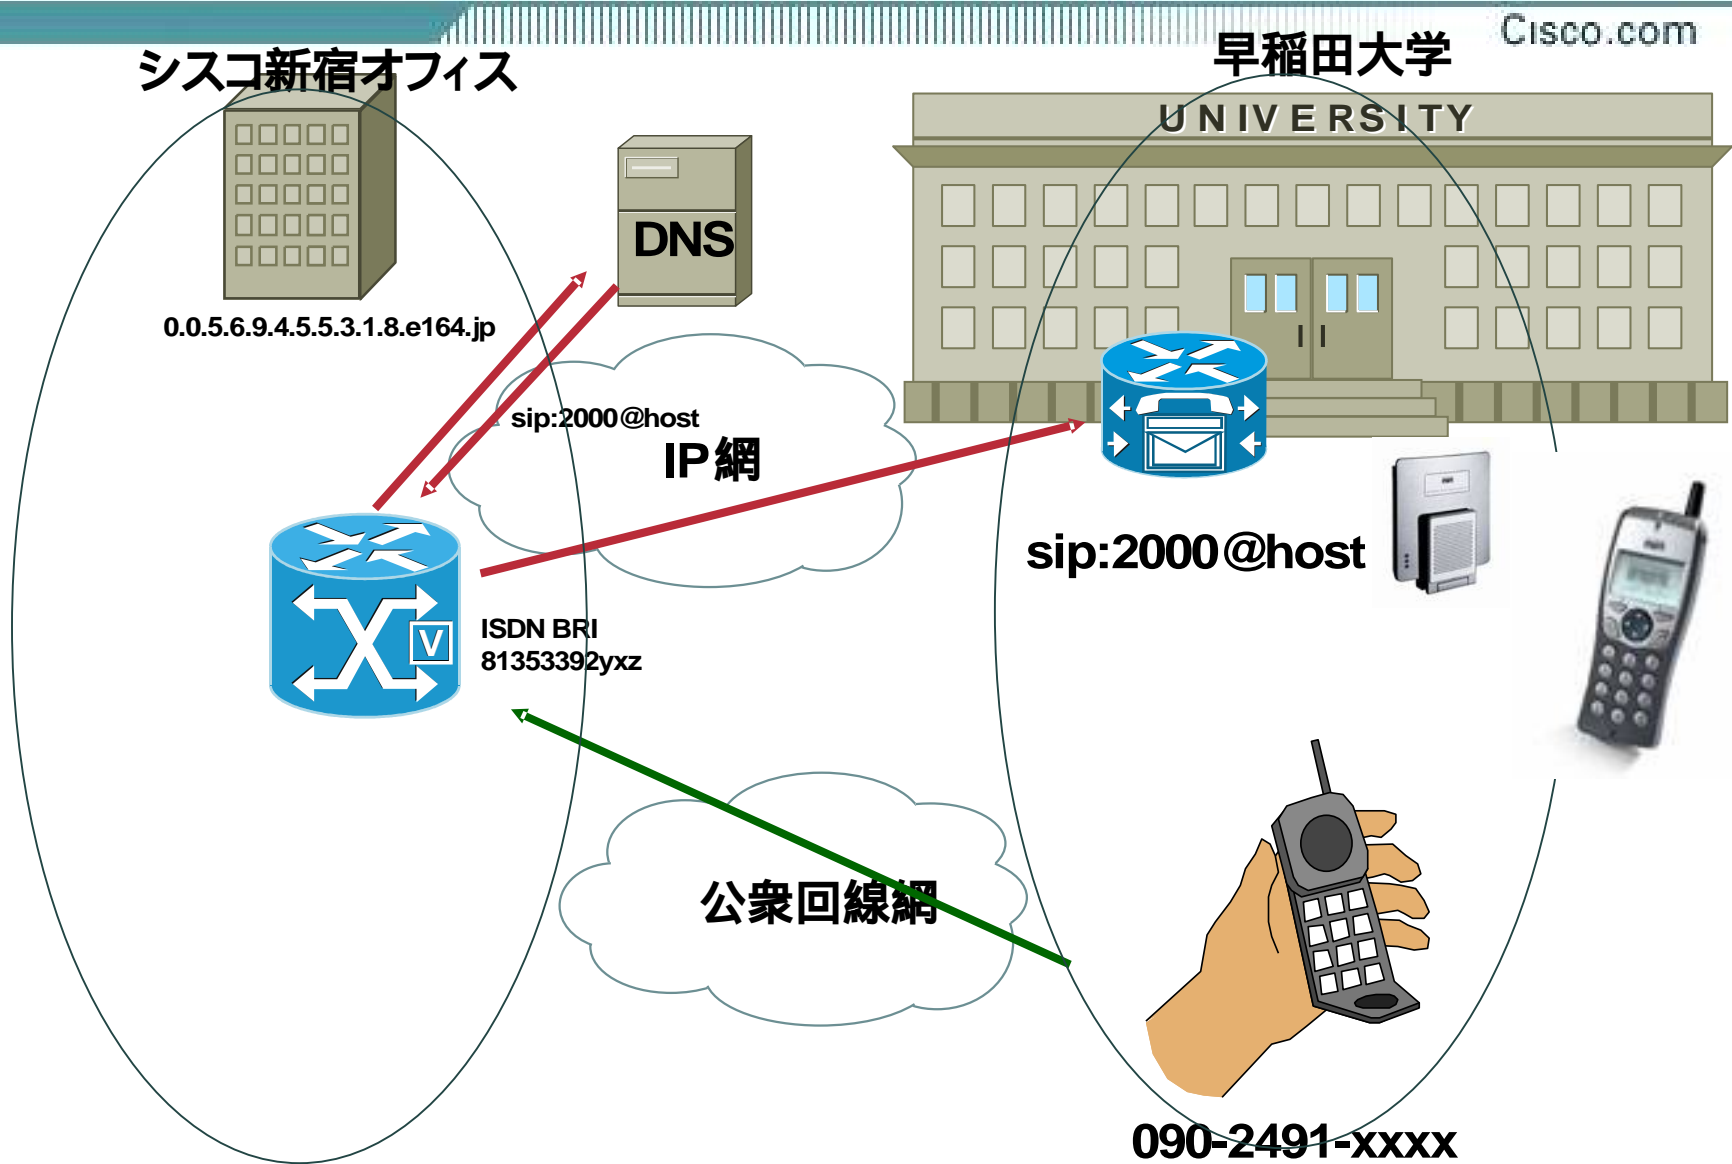 Cisco.com
シスコ新宿オフィス
早稲田大学
UNIVERSITY
DNS
0.0.5.6.9.4.5.5.3.1.8.e164.jp
sip:2000@host
IP網
sip:2000@host
V
ISDN BRI
81353392yxz
公衆回線網
090-2491-xxxx